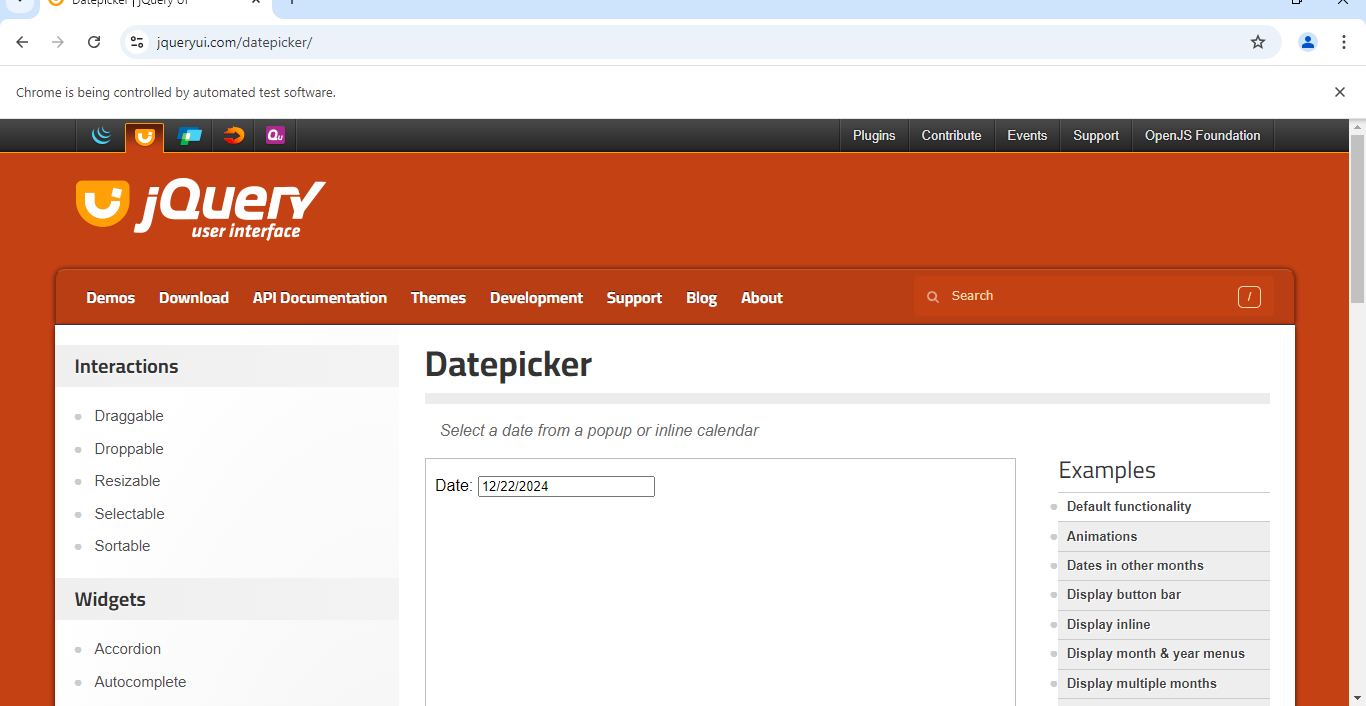 Datepicker | jQuery UI
jqueryui.com/datepicker/
Chrome is being controlled by automated test software.
Qu
Plugins Contribute Events Support OpenJS Foundation
jQuery
user interface
Demos Download API Documentation Themes Development Support Blog About Search /
Interactions
Draggable
Droppable
Resizable
Selectable
Sortable
Widgets
Accordion
Autocomplete
Datepicker
Select a date from a popup or inline calendar
Date: 12/22/2024
Examples
Default functionality
Animations
Dates in other months
Display button bar
Display inline
Display month & year menus
Display multiple months